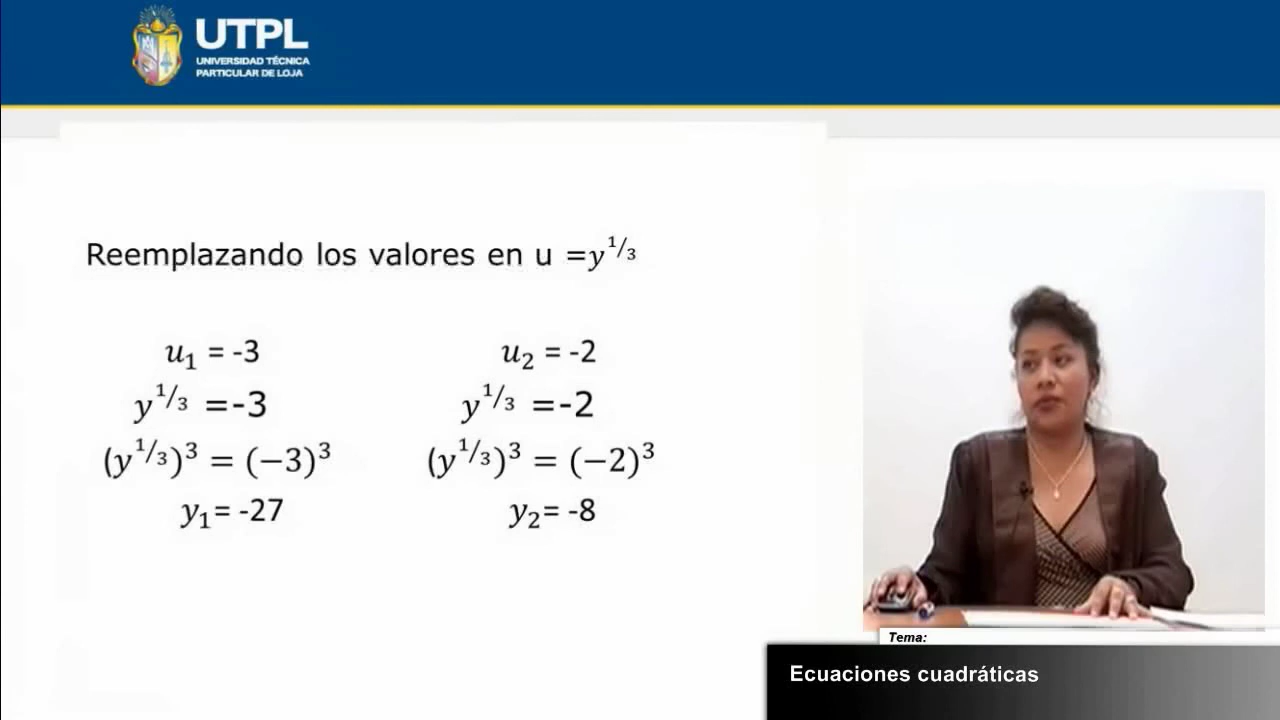 UTPL
UNIVERSIDAD TÉCNICA
PARTICULAR DE LOJA
Reemplazando los valores en u =y^{1/3}
u₁ = -3
y^{1/3} =-3
(y^{1/3})³ = (−3)³
y₁= -27
u₂ = -2
y^{1/3} =-2
(y^{1/3})³ = (−2)³
y₂= -8
Tema:
Ecuaciones cuadráticas